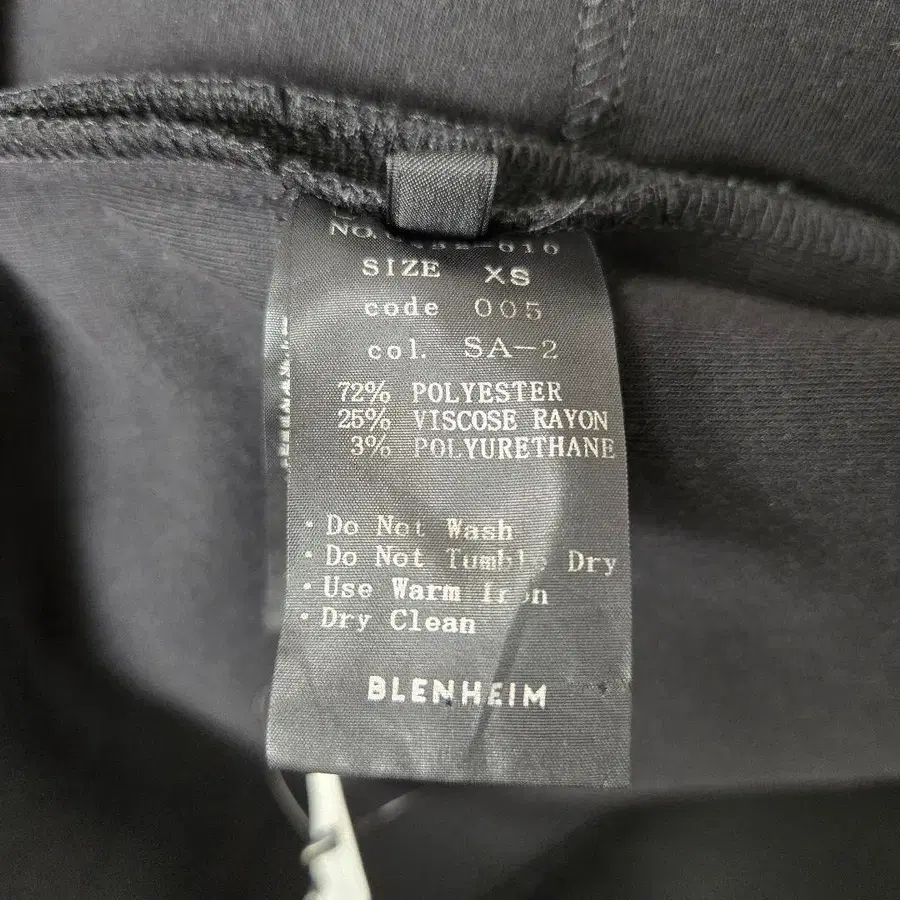 NO.
SIZE XS
code 005
col. SA-2
72% POLYESTER
25% VISCOSE RAYON
3% POLYURETHANE
・Do Not Wash
・Do Not Tumble Dry
・Use Warm Iron
・Dry Clean
BLENHEIM